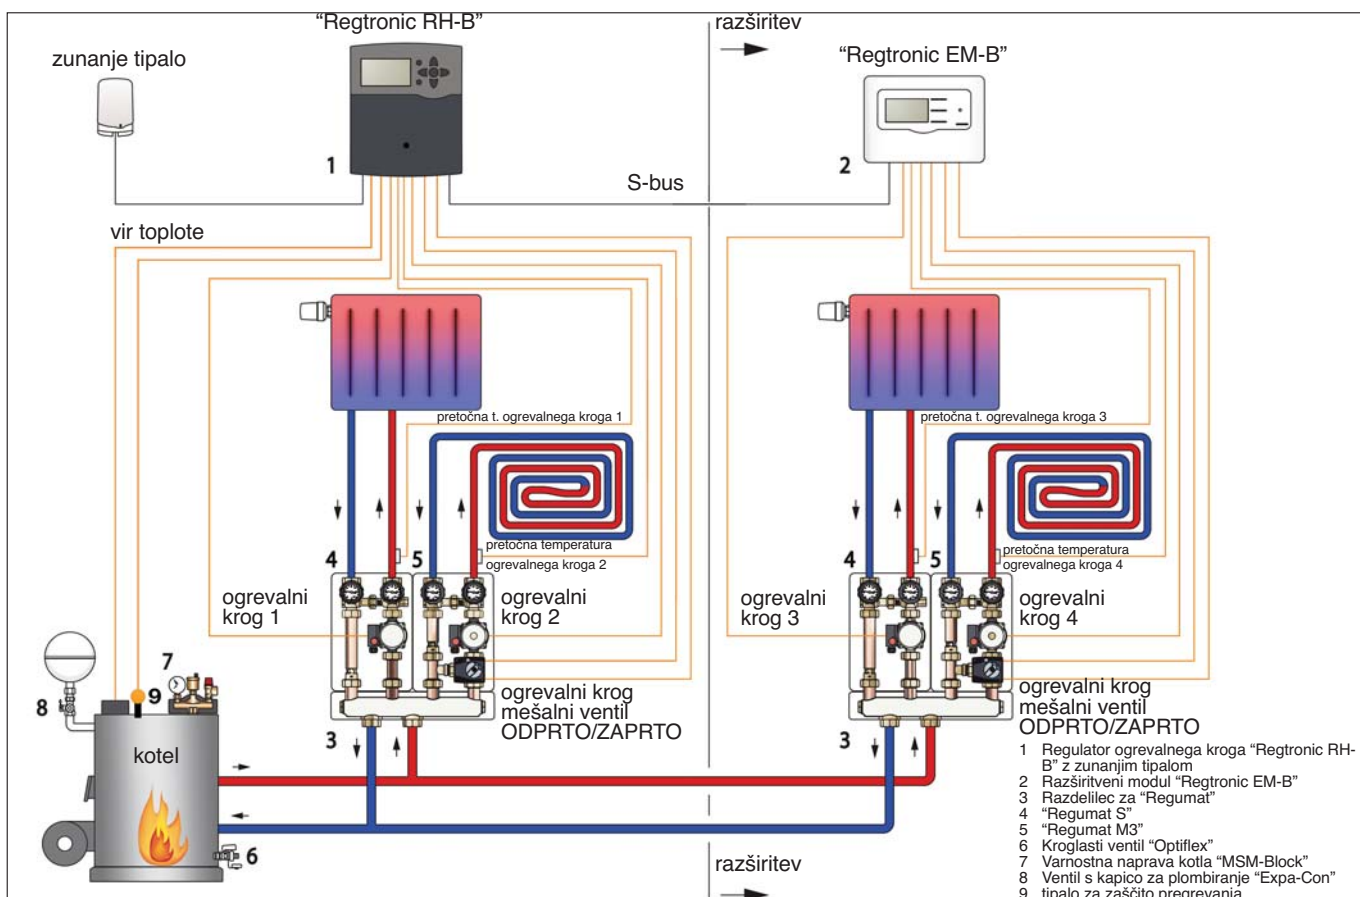 “Regtronic RH-B”
razširitev
zunanje tipalo
“Regtronic EM-B”
1
2
S-bus
vir toplote
pretočna t. ogrevalnega kroga 1
pretočna t. ogrevalnega kroga 3
pretočna temperatura
ogrevalnega kroga 2
pretočna temperatura
ogrevalnega kroga 4
4
5
4
5
ogrevalni
krog 1
ogrevalni
krog 2
ogrevalni
krog 3
ogrevalni
krog 4
7
8
9
ogrevalni krog
mešalni ventil
ODPRTO/ZAPRTO
ogrevalni krog
mešalni ventil
ODPRTO/ZAPRTO
3
3
kotel
6
razširitev
1 Regulator ogrevalnega kroga “Regtronic RH-
B” z zunanjim tipalom
2 Razširitveni modul “Regtronic EM-B”
3 Razdelilec za “Regumat”
4 “Regumat S”
5 “Regumat M3”
6 Kroglasti ventil “Optiflex”
7 Varnostna naprava kotla “MSM-Block”
8 Ventil s kapico za plombiranje “Expa-Con”
9 tipalo za zaščito pregrevanja